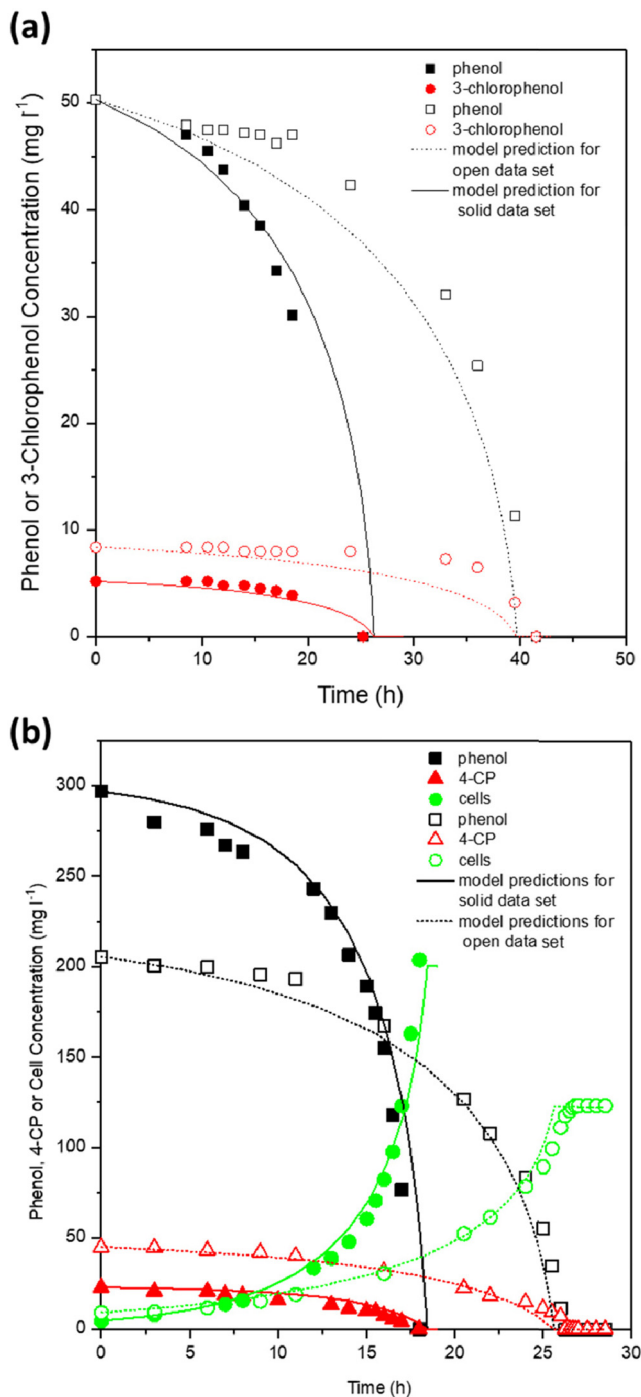 (a)
phenol
3-chlorophenol
phenol
3-chlorophenol
model prediction for
open data set
model prediction for
solid data set
50
40
30
20
10
0
Phenol or 3-Chlorophenol Concentration (mg l⁻¹)
0 10 20 30 40 50
Time (h)
(b)
phenol
4-CP
cells
phenol
4-CP
cells
model predictions for
solid data set
model predictions for
open data set
300
250
200
150
100
50
0
Phenol, 4-CP or Cell Concentration (mg l⁻¹)
0 5 10 15 20 25 30
Time (h)